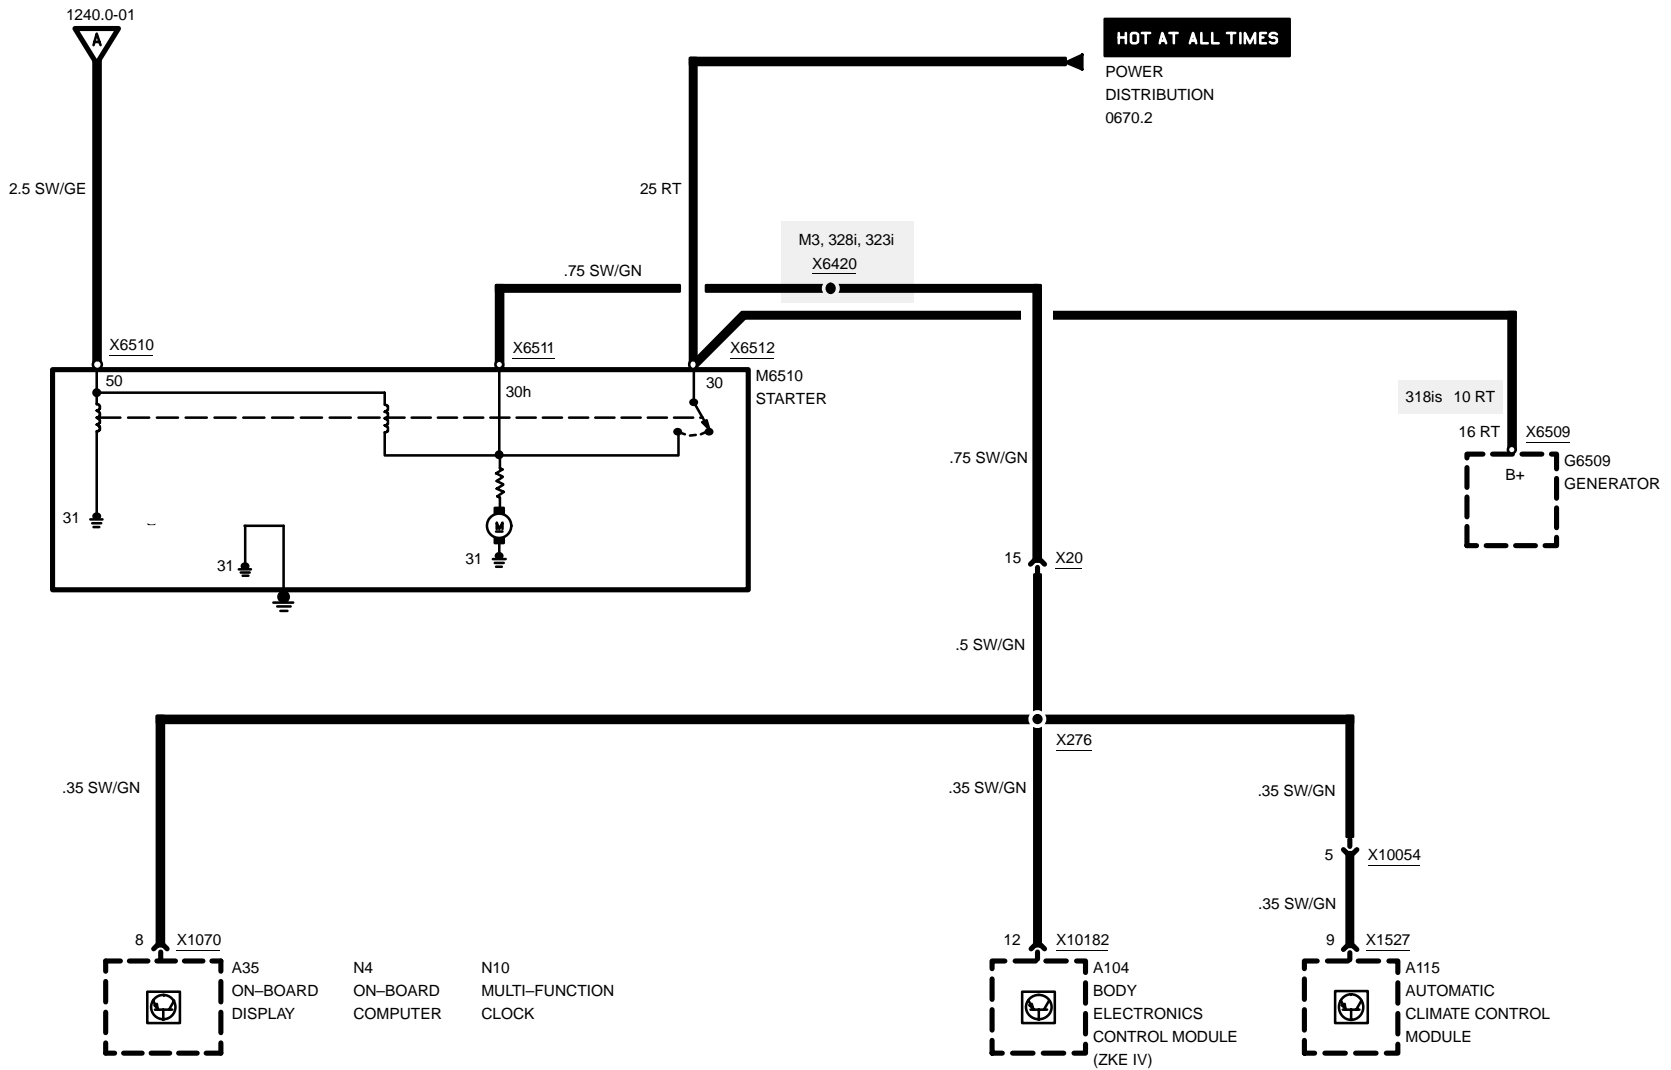 1240.0-01
A
HOT AT ALL TIMES
POWER
DISTRIBUTION
0670.2
2.5 SW/GE
25 RT
M3, 328i, 323i
X6420
.75 SW/GN
X6510
X6511
X6512
50
30h
30
M6510
STARTER
318is 10 RT
16 RT
X6509
B+
G6509
GENERATOR
.75 SW/GN
31
M
31
31
15
X20
.5 SW/GN
X276
.35 SW/GN
.35 SW/GN
.35 SW/GN
5
X10054
.35 SW/GN
8
X1070
12
X10182
9
X1527
A35
ON–BOARD
DISPLAY
N4
ON–BOARD
COMPUTER
N10
MULTI–FUNCTION
CLOCK
A104
BODY
ELECTRONICS
CONTROL MODULE
(ZKE IV)
A115
AUTOMATIC
CLIMATE CONTROL
MODULE